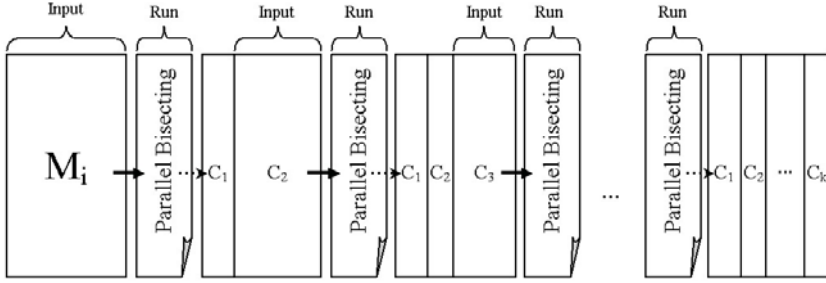 Input Run Input Run Input Run Run
M_i Parallel Bisecting C_1 C_2 Parallel Bisecting C_1 C_2 C_3 Parallel Bisecting ... Parallel Bisecting C_1 C_2 ... C_k